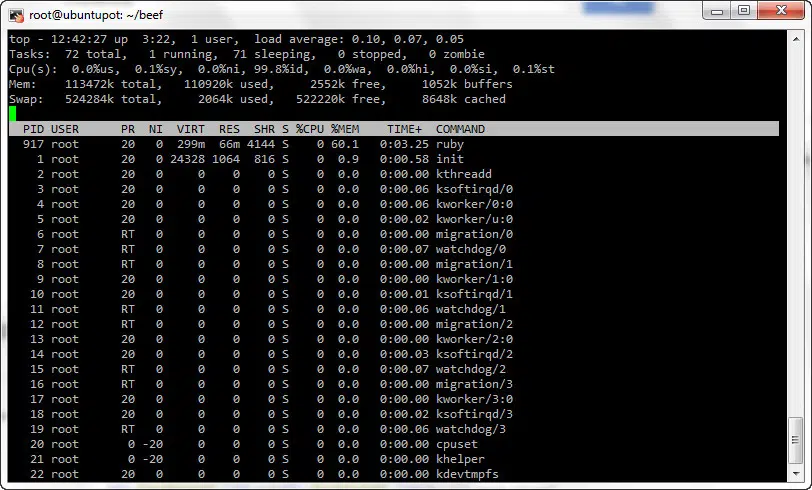 root@ubuntupot: ~/beef
top - 12:42:27 up  3:22,  1 user,  load average: 0.10, 0.07, 0.05
Tasks:  72 total,   1 running,  71 sleeping,   0 stopped,   0 zombie
Cpu(s):  0.0%us,  0.1%sy,  0.0%ni, 99.8%id,  0.0%wa,  0.0%hi,  0.0%si,  0.1%st
Mem:    113472k total,   110920k used,     2552k free,     1052k buffers
Swap:   524284k total,     2064k used,   522220k free,     8648k cached
PID USER      PR  NI  VIRT  RES  SHR S %CPU %MEM    TIME+  COMMAND
917 root      20   0  299m  66m 4144 S    0 60.1   0:03.25 ruby
1 root      20   0 24328 1064  816 S    0  0.9   0:00.58 init
2 root      20   0     0    0    0 S    0  0.0   0:00.00 kthreadd
3 root      20   0     0    0    0 S    0  0.0   0:00.06 ksoftirqd/0
4 root      20   0     0    0    0 S    0  0.0   0:00.06 kworker/0:0
5 root      20   0     0    0    0 S    0  0.0   0:00.02 kworker/u:0
6 root      RT   0     0    0    0 S    0  0.0   0:00.00 migration/0
7 root      RT   0     0    0    0 S    0  0.0   0:00.07 watchdog/0
8 root      RT   0     0    0    0 S    0  0.0   0:00.00 migration/1
9 root      20   0     0    0    0 S    0  0.0   0:00.00 kworker/1:0
10 root      20   0     0    0    0 S    0  0.0   0:00.01 ksoftirqd/1
11 root      RT   0     0    0    0 S    0  0.0   0:00.06 watchdog/1
12 root      RT   0     0    0    0 S    0  0.0   0:00.00 migration/2
13 root      20   0     0    0    0 S    0  0.0   0:00.00 kworker/2:0
14 root      20   0     0    0    0 S    0  0.0   0:00.03 ksoftirqd/2
15 root      RT   0     0    0    0 S    0  0.0   0:00.07 watchdog/2
16 root      RT   0     0    0    0 S    0  0.0   0:00.00 migration/3
17 root      20   0     0    0    0 S    0  0.0   0:00.00 kworker/3:0
18 root      20   0     0    0    0 S    0  0.0   0:00.02 ksoftirqd/3
19 root      RT   0     0    0    0 S    0  0.0   0:00.06 watchdog/3
20 root       0 -20     0    0    0 S    0  0.0   0:00.00 cpuset
21 root       0 -20     0    0    0 S    0  0.0   0:00.00 khelper
22 root      20   0     0    0    0 S    0  0.0   0:00.00 kdevtmpfs